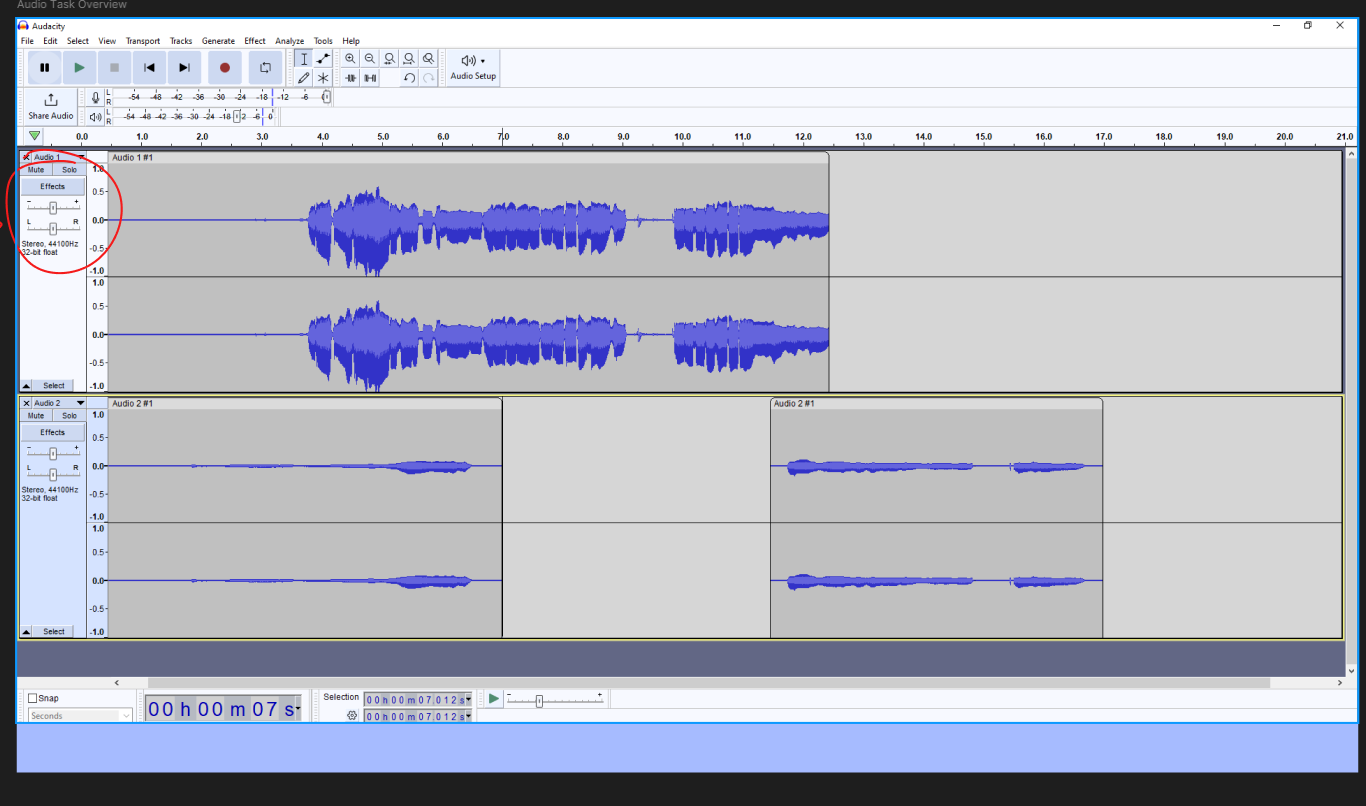 Audio Task Overview
Audacity
File Edit Select View Transport Tracks Generate Effect Analyze Tools Help
Audio Setup
Share Audio
L R -54 -48 -42 -36 -30 -24 -18 -12 -6
L R -54 -48 -42 -36 -30 -24 -18 2 -6 0
0.0 1.0 2.0 3.0 4.0 5.0 6.0 7.0 8.0 9.0 10.0 11.0 12.0 13.0 14.0 15.0 16.0 17.0 18.0 19.0 20.0 21.0
Audio 1
Audio 1 #1
Mute Solo
Effects
- +
L R
Stereo, 44100Hz
32-bit float
1.0
0.5-
0.0-
-0.5-
-1.0
1.0
0.5-
0.0-
-0.5-
-1.0
Select
Audio 2
Audio 2 #1
Audio 2 #1
Mute Solo
Effects
- +
L R
Stereo, 44100Hz
32-bit float
1.0
0.5-
0.0-
-0.5-
-1.0
1.0
0.5-
0.0-
-0.5-
-1.0
Select
Snap
Seconds
00 h 00 m 07 s
Selection
00 h 00 m 07.012 s
00 h 00 m 07.012 s
- +